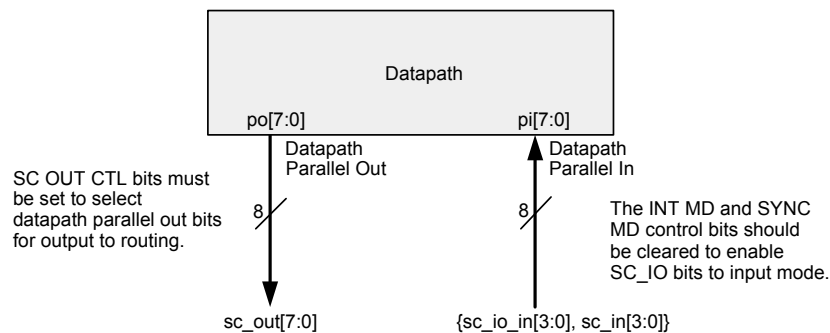 Datapath
po[7:0]
pi[7:0]
Datapath
Parallel Out
Datapath
Parallel In
SC OUT CTL bits must
be set to select
datapath parallel out bits
for output to routing.
8
8
The INT MD and SYNC
MD control bits should
be cleared to enable
SC_IO bits to input mode.
sc_out[7:0]
{sc_io_in[3:0], sc_in[3:0]}